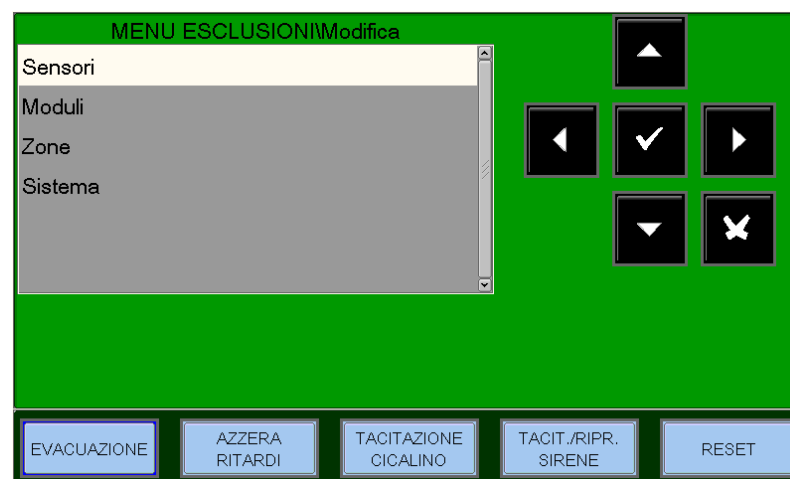 MENU ESCLUSIONI\Modifica
Sensori
Moduli
Zone
Sistema
EVACUAZIONE
AZZERA
RITARDI
TACITAZIONE
CICALINO
TACIT./RIPR.
SIRENE
RESET